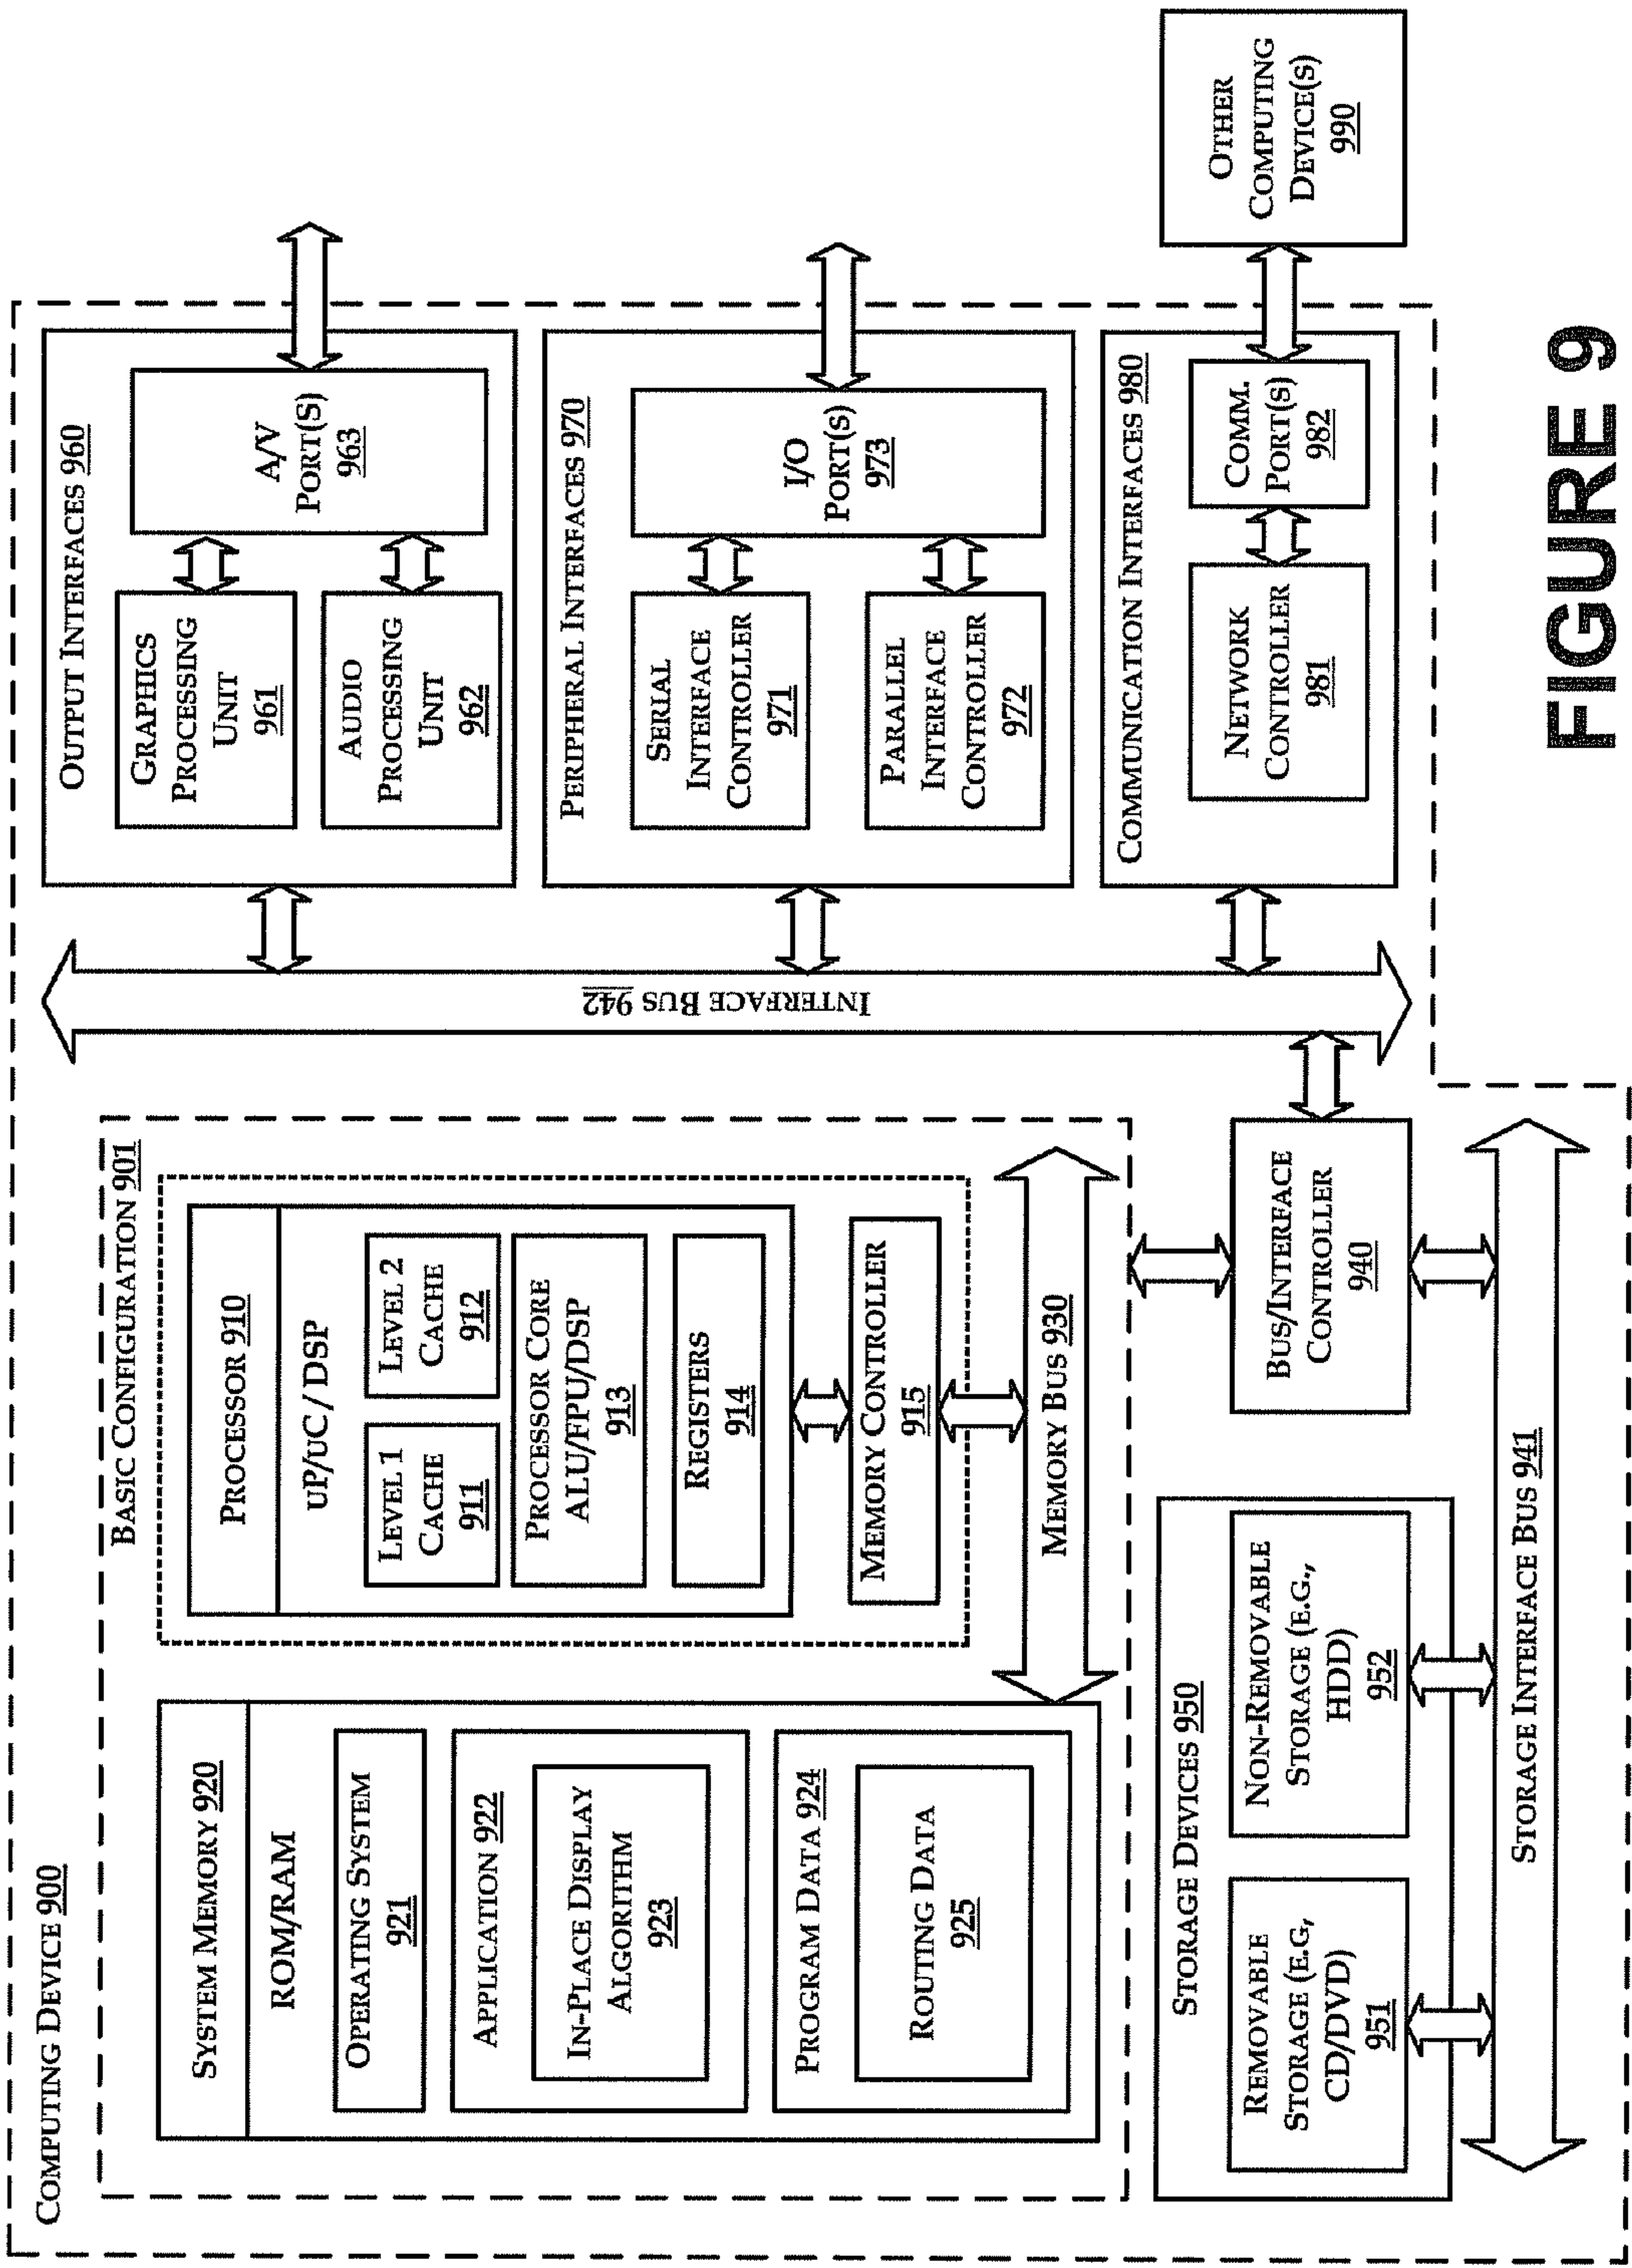 COMPUTING DEVICE 900
BASIC CONFIGURATION 901
SYSTEM MEMORY 920
ROM/RAM
OPERATING SYSTEM
921
APPLICATION 922
IN-PLACE DISPLAY
ALGORITHM
923
PROGRAM DATA 924
ROUTING DATA
925
PROCESSOR 910
uP/uC / DSP
LEVEL 1
CACHE
911
LEVEL 2
CACHE
912
PROCESSOR CORE
ALU/FPU/DSP
913
REGISTERS
914
MEMORY CONTROLLER
915
MEMORY BUS 930
STORAGE DEVICES 950
REMOVABLE
STORAGE (E.G,
CD/DVD)
951
NON-REMOVABLE
STORAGE (E.G.,
HDD)
952
BUS/INTERFACE
CONTROLLER
940
STORAGE INTERFACE BUS 941
INTERFACE BUS 942
OUTPUT INTERFACES 960
GRAPHICS
PROCESSING
UNIT
961
AUDIO
PROCESSING
UNIT
962
A/V
PORT(S)
963
PERIPHERAL INTERFACES 970
SERIAL
INTERFACE
CONTROLLER
971
PARALLEL
INTERFACE
CONTROLLER
972
I/O
PORT(S)
973
COMMUNICATION INTERFACES 980
NETWORK
CONTROLLER
981
COMM.
PORT(S)
982
OTHER
COMPUTING
DEVICE(S)
990
FIGURE 9